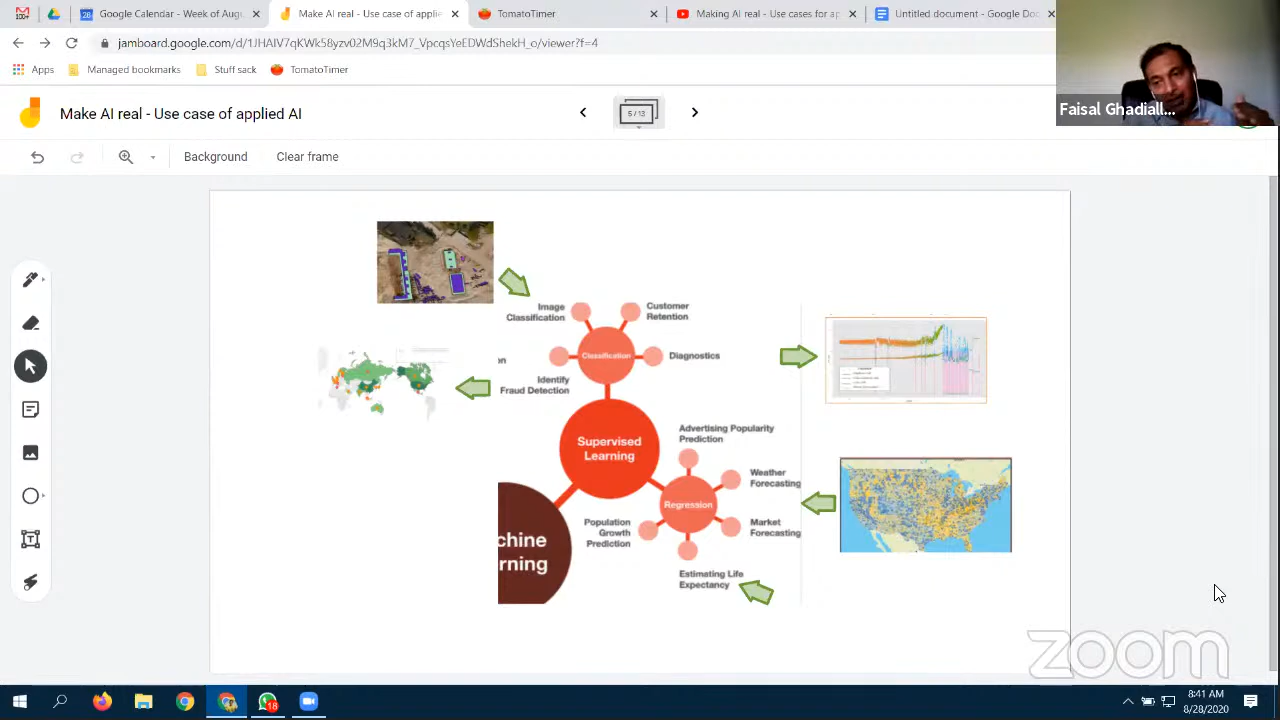 100+
Google Calendar - Week of Aug
Make AI real - Use case of applie
TomatoTimer
Making AI real - Use cases for ap
Untitled document - Google Doc
jamboard.google.com/d/1JHAIV7qKWk58yzv02M9q3kM7_VpcqsYeEDWdShekH_o/viewer?f=4
Apps
Managed bookmarks
Stuff sack
TomatoTimer
Faisal Ghadiall...
Make AI real - Use case of applied AI
5 / 13
Background
Clear frame
Image
Classification
Customer
Retention
Classification
Diagnostics
Identify
Fraud Detection
Supervised
Learning
Advertising Popularity
Prediction
Weather
Forecasting
Regression
Population
Growth
Prediction
Market
Forecasting
chine
rning
Estimating Life
Expectancy
zoom
18
8:41 AM
8/28/2020